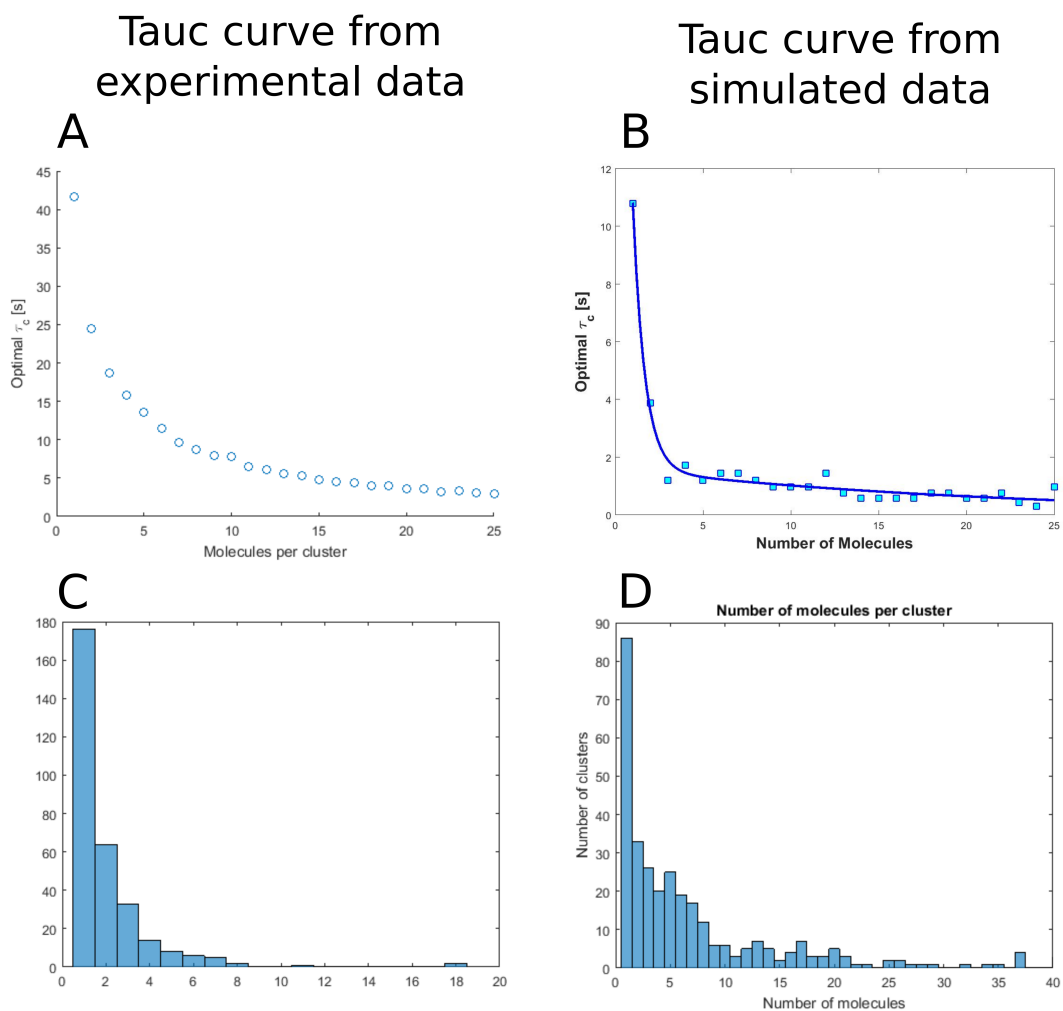 Tauc curve from
experimental data
Tauc curve from
simulated data
A
B
45
40
35
30
25
20
15
10
5
0
Optimal τc [s]
0 5 10 15 20 25
Molecules per cluster
12
10
8
6
4
2
0
Optimal τc [s]
0 5 10 15 20 25
Number of Molecules
C
D
180
160
140
120
100
80
60
40
20
0
0 2 4 6 8 10 12 14 16 18 20
Number of molecules per cluster
90
80
70
60
50
40
30
20
10
0
Number of clusters
0 5 10 15 20 25 30 35 40
Number of molecules